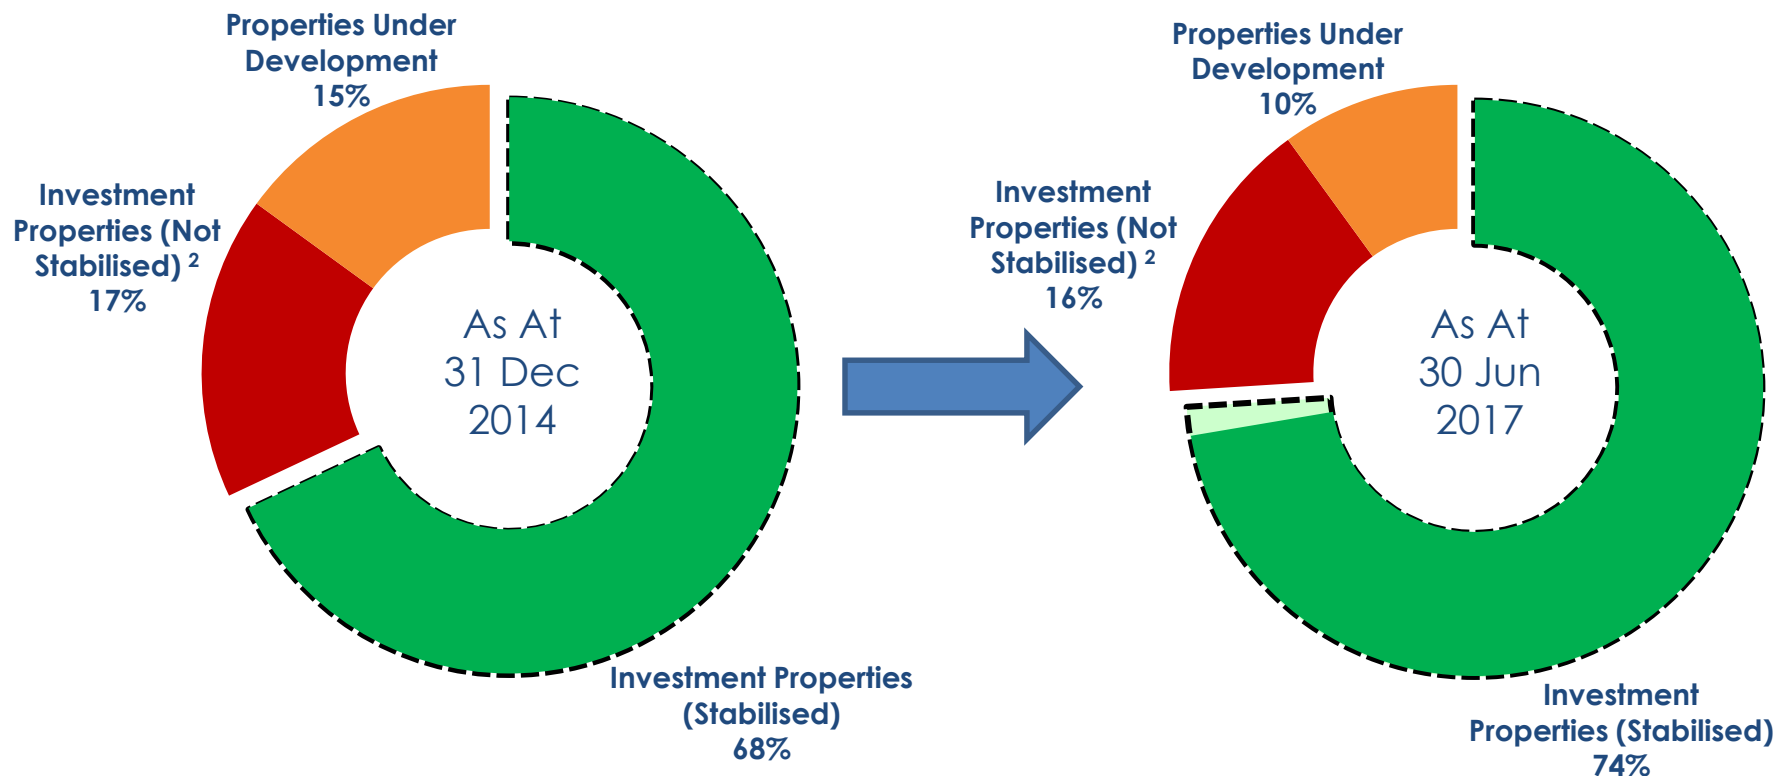 Properties Under
Development
15%
Investment
Properties (Not
Stabilised) ²
17%
As At
31 Dec
2014
Investment Properties
(Stabilised)
68%
Properties Under
Development
10%
Investment
Properties (Not
Stabilised) ²
16%
As At
30 Jun
2017
Investment
Properties (Stabilised)
74%